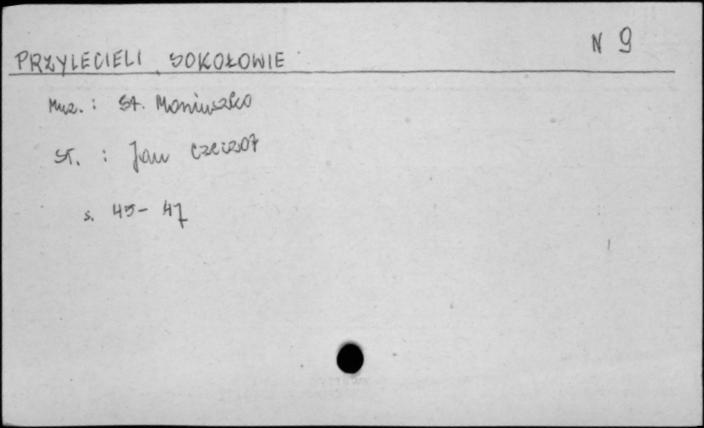 N 9
PRZYLECIELI SOKOŁOWIE
Muz. : St. Moniuszko
Sł. : Jan Czeczot
s. 45 - 47